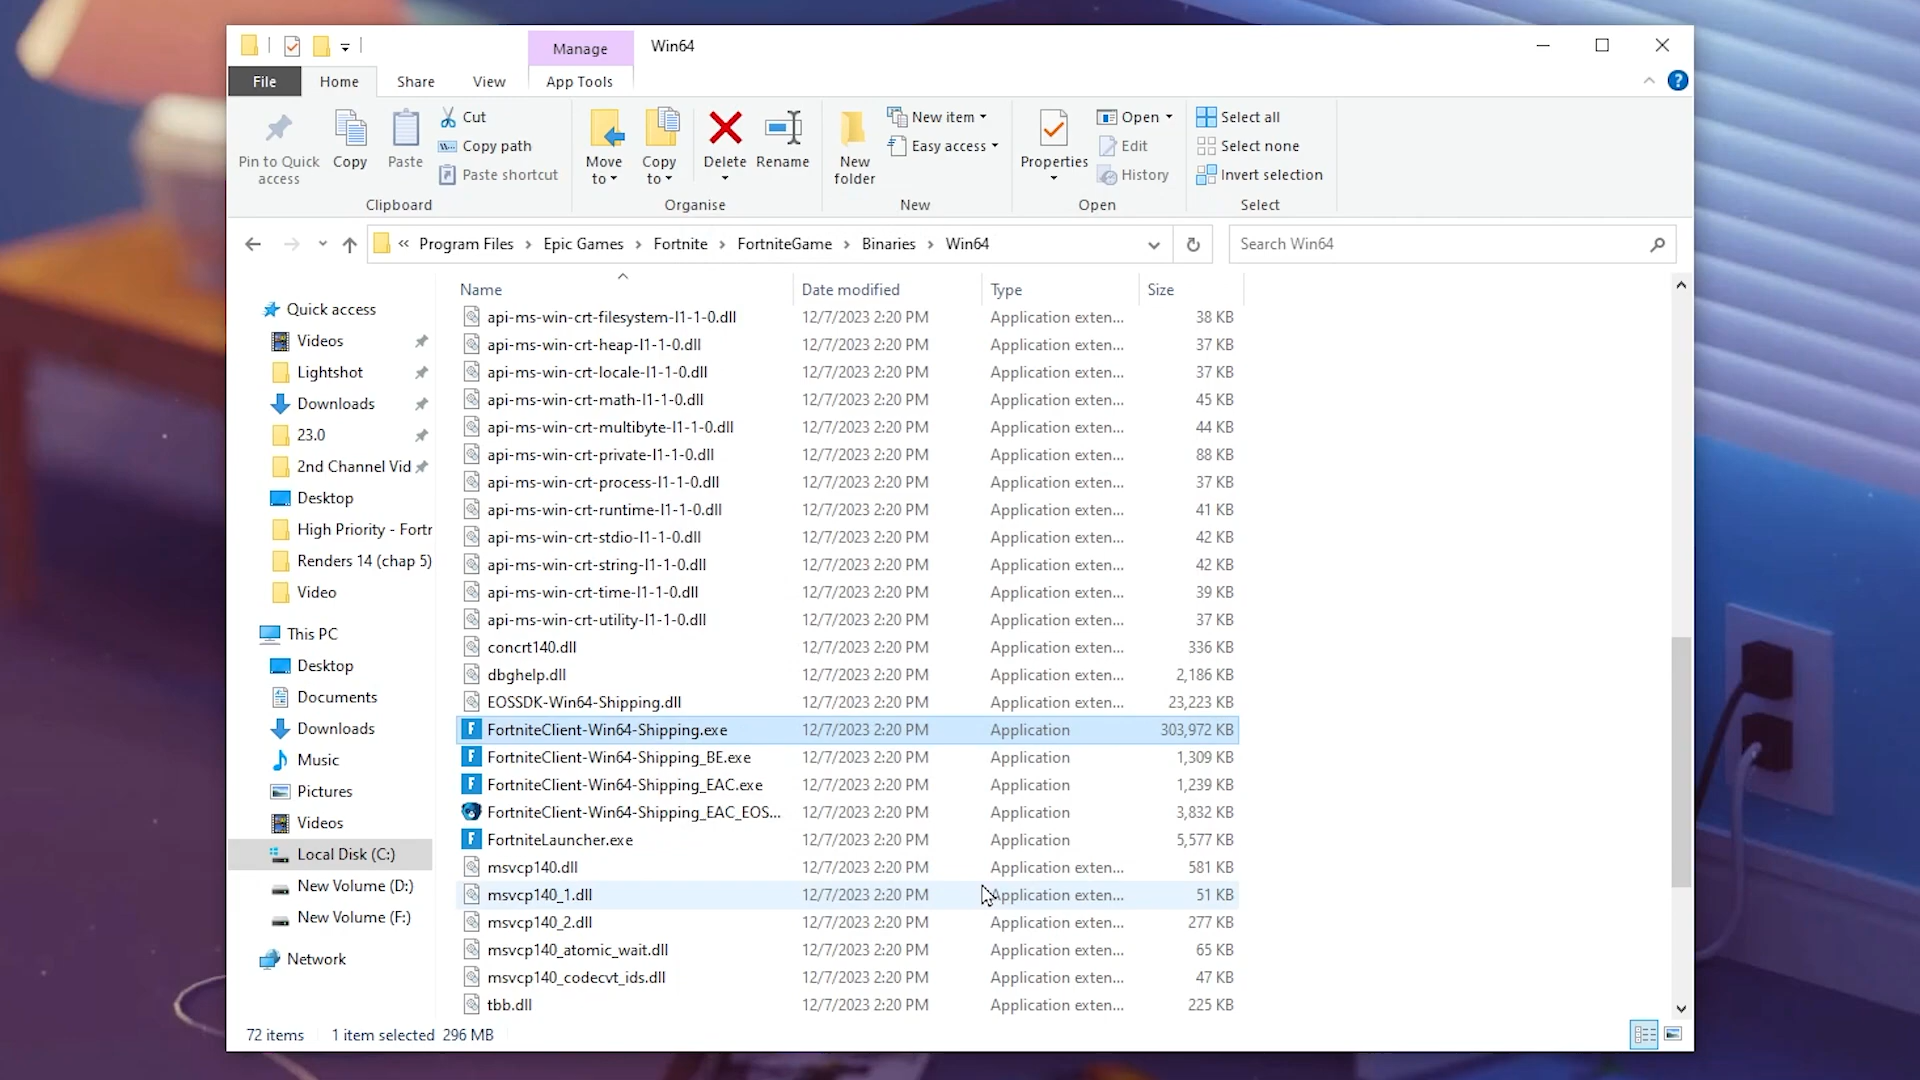 Manage
Win64
File
Home
Share
View
App Tools
Pin to Quick access
Copy
Paste
Cut
Copy path
Paste shortcut
Clipboard
Move to
Copy to
Delete
Rename
Organise
New folder
New item
Easy access
New
Properties
Open
Edit
History
Open
Select all
Select none
Invert selection
Select
« Program Files › Epic Games › Fortnite › FortniteGame › Binaries › Win64
Search Win64
Name Date modified Type Size
api-ms-win-crt-filesystem-l1-1-0.dll 12/7/2023 2:20 PM Application exten... 38 KB
api-ms-win-crt-heap-l1-1-0.dll 12/7/2023 2:20 PM Application exten... 37 KB
api-ms-win-crt-locale-l1-1-0.dll 12/7/2023 2:20 PM Application exten... 37 KB
api-ms-win-crt-math-l1-1-0.dll 12/7/2023 2:20 PM Application exten... 45 KB
api-ms-win-crt-multibyte-l1-1-0.dll 12/7/2023 2:20 PM Application exten... 44 KB
api-ms-win-crt-private-l1-1-0.dll 12/7/2023 2:20 PM Application exten... 88 KB
api-ms-win-crt-process-l1-1-0.dll 12/7/2023 2:20 PM Application exten... 37 KB
api-ms-win-crt-runtime-l1-1-0.dll 12/7/2023 2:20 PM Application exten... 41 KB
api-ms-win-crt-stdio-l1-1-0.dll 12/7/2023 2:20 PM Application exten... 42 KB
api-ms-win-crt-string-l1-1-0.dll 12/7/2023 2:20 PM Application exten... 42 KB
api-ms-win-crt-time-l1-1-0.dll 12/7/2023 2:20 PM Application exten... 39 KB
api-ms-win-crt-utility-l1-1-0.dll 12/7/2023 2:20 PM Application exten... 37 KB
concrt140.dll 12/7/2023 2:20 PM Application exten... 336 KB
dbghelp.dll 12/7/2023 2:20 PM Application exten... 2,186 KB
EOSSDK-Win64-Shipping.dll 12/7/2023 2:20 PM Application exten... 23,223 KB
FortniteClient-Win64-Shipping.exe 12/7/2023 2:20 PM Application 303,972 KB
FortniteClient-Win64-Shipping_BE.exe 12/7/2023 2:20 PM Application 1,309 KB
FortniteClient-Win64-Shipping_EAC.exe 12/7/2023 2:20 PM Application 1,239 KB
FortniteClient-Win64-Shipping_EAC_EOS... 12/7/2023 2:20 PM Application 3,832 KB
FortniteLauncher.exe 12/7/2023 2:20 PM Application 5,577 KB
msvcp140.dll 12/7/2023 2:20 PM Application exten... 581 KB
msvcp140_1.dll 12/7/2023 2:20 PM Application exten... 51 KB
msvcp140_2.dll 12/7/2023 2:20 PM Application exten... 277 KB
msvcp140_atomic_wait.dll 12/7/2023 2:20 PM Application exten... 65 KB
msvcp140_codecvt_ids.dll 12/7/2023 2:20 PM Application exten... 47 KB
tbb.dll 12/7/2023 2:20 PM Application exten... 225 KB
Quick access
Videos
Lightshot
Downloads
23.0
2nd Channel Vid
Desktop
High Priority - Fortr
Renders 14 (chap 5)
Video
This PC
Desktop
Documents
Downloads
Music
Pictures
Videos
Local Disk (C:)
New Volume (D:)
New Volume (F:)
Network
72 items 1 item selected 296 MB